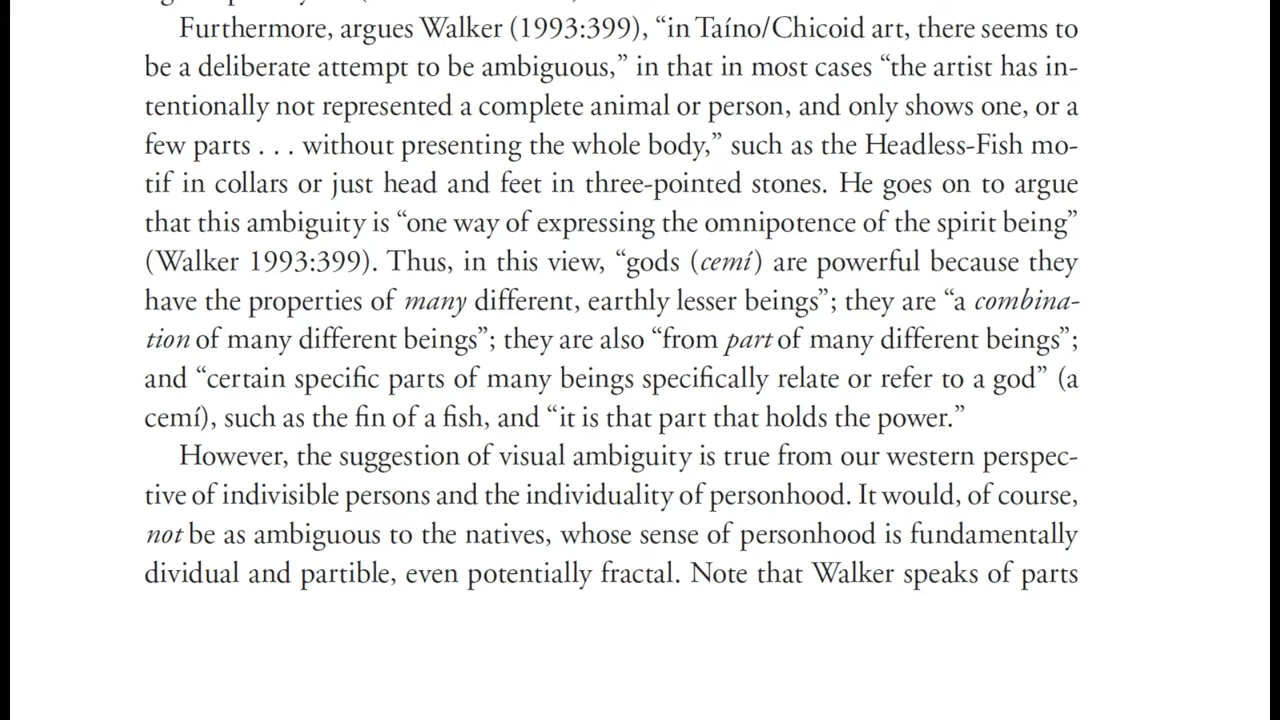 Furthermore, argues Walker (1993:399), “in Taíno/Chicoid art, there seems to
be a deliberate attempt to be ambiguous,” in that in most cases “the artist has in-
tentionally not represented a complete animal or person, and only shows one, or a
few parts . . . without presenting the whole body,” such as the Headless-Fish mo-
tif in collars or just head and feet in three-pointed stones. He goes on to argue
that this ambiguity is “one way of expressing the omnipotence of the spirit being”
(Walker 1993:399). Thus, in this view, “gods (cemí) are powerful because they
have the properties of many different, earthly lesser beings”; they are “a combina-
tion of many different beings”; they are also “from part of many different beings”;
and “certain specific parts of many beings specifically relate or refer to a god” (a
cemí), such as the fin of a fish, and “it is that part that holds the power.”
However, the suggestion of visual ambiguity is true from our western perspec-
tive of indivisible persons and the individuality of personhood. It would, of course,
not be as ambiguous to the natives, whose sense of personhood is fundamentally
dividual and partible, even potentially fractal. Note that Walker speaks of parts